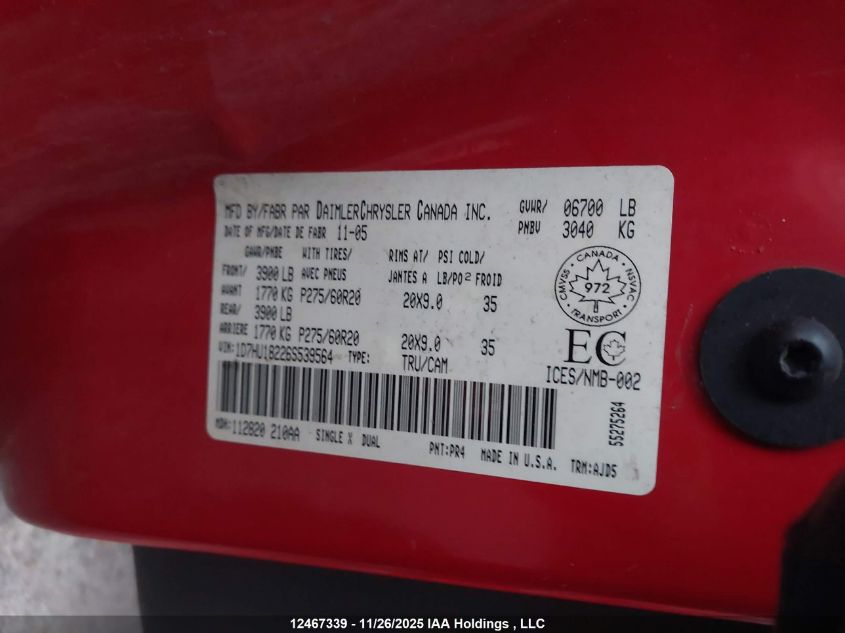 MFD BY/FABR PAR DAIMLERCHRYSLER CANADA INC. GVWR/ 06700 LB
DATE OF MFG/DATE DE FABR 11-05 PNBV 3040 KG
GAWR/PNBE WITH TIRES/ RIMS AT/ PSI COLD/
FRONT/ 3900 LB AVEC PNEUS JANTES A LB/PO2 FROID
AVANT 1770 KG P275/60R20 20X9.0 35
REAR/ 3900 LB
ARRIERE 1770 KG P275/60R20 20X9.0 35
VIN: 1D7HU18226S539564 TYPE: TRU/CAM
CANADA
CMVSS 972 NSVAC
TRANSPORT
EC
ICES/NMB-002
MDH: 112820 210AA SINGLE X DUAL
PNT: PR4 MADE IN U.S.A. TRM: AJD5
55275264
12467339 - 11/26/2025 IAA Holdings , LLC